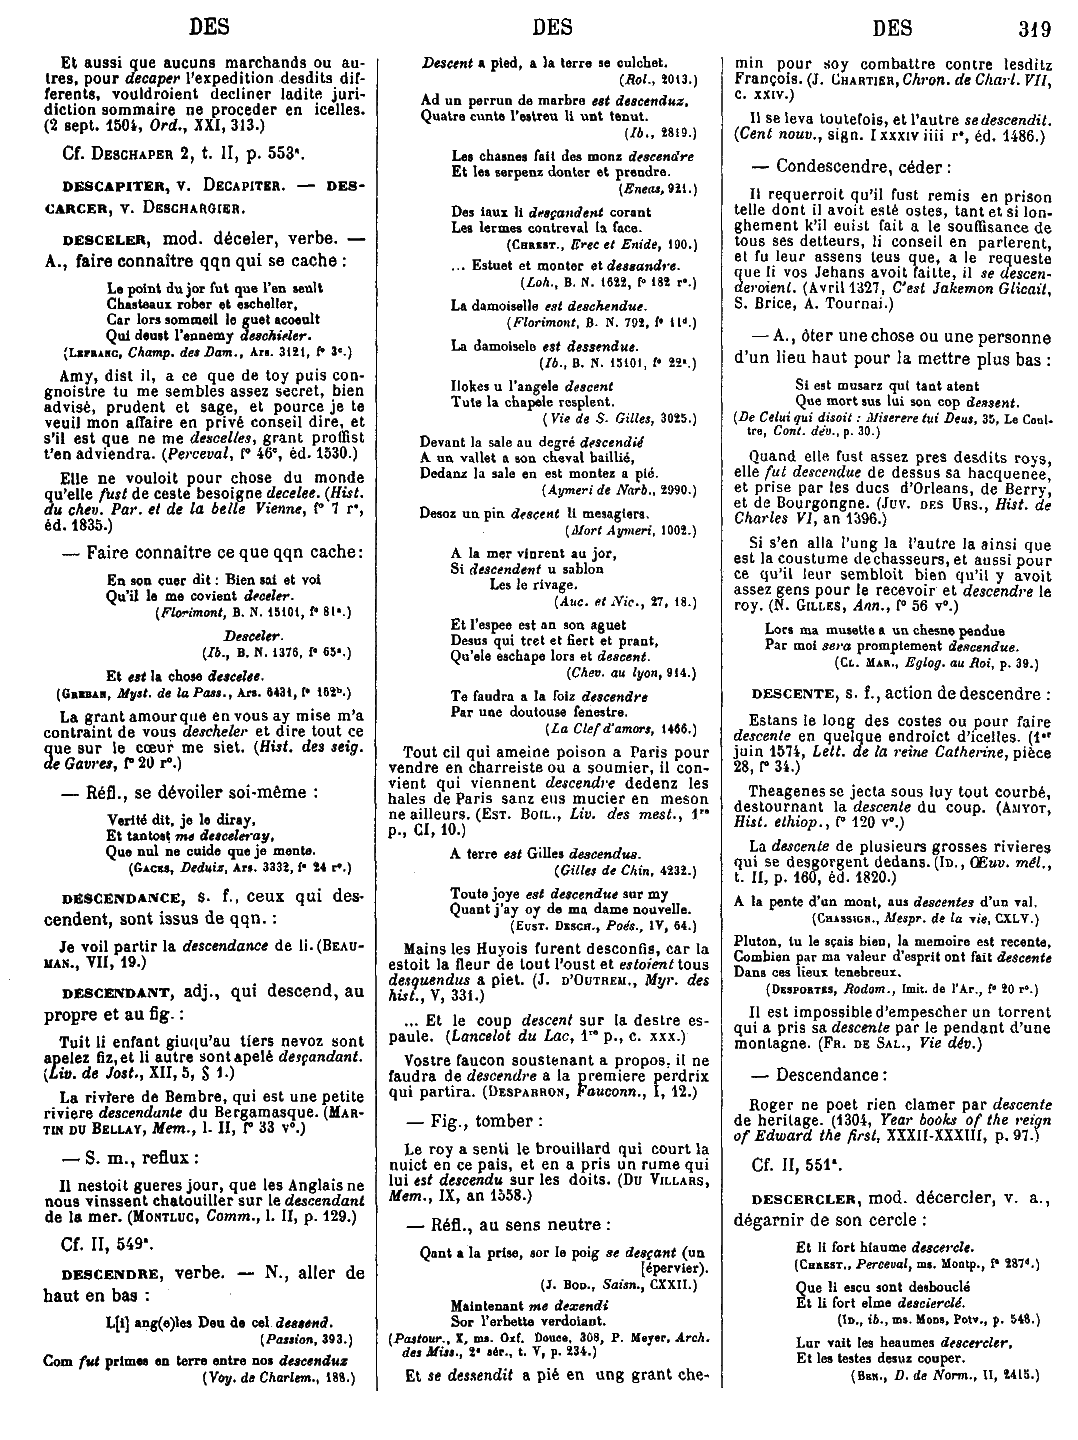 DES
DES
DES 319
Et aussi que aucuns marchands ou au-
tres, pour decaper l'expedition desdits dif-
ferents, vouldroient decliner ladite juri-
diction sommaire ne proceder en icelles.
(2 sept. 1504, Ord., XXI, 313.)
Cf. DESCHAPER 2, t. II, p. 553ª.
DESCAPITER, v. DECAPITER. — DES-
CARCER, v. DESCHARGIER.
DESCELER, mod. déceler, verbe. —
A., faire connaître qqn qui se cache :
Le point du jor fut que l'en seult
Chasteaux rober et escheller,
Car lors sommeil le guet acoeult
Qui deust l'ennemy deschieler.
(LEFRANC, Champ. des Dam., Ars. 3121, fº 3ᶜ.)
Amy, dist il, a ce que de toy puis con-
gnoistre tu me sembles assez secret, bien
advisé, prudent et sage, et pource je te
veuil mon affaire en privé conseil dire, et
s'il est que ne me descelles, grant proffist
t'en adviendra. (Perceval, fº 46ᶜ, éd. 1530.)
Elle ne vouloit pour chose du monde
qu'elle fust de ceste besoigne decelee. (Hist.
du chev. Par. et de la belle Vienne, fº 7 rº,
éd. 1835.)
— Faire connaitre ce que qqn cache:
En son cuer dit : Bien sai et voi
Qu'il le me covient deceler.
(Florimont, B. N. 15101, fº 81ª.)
Desceler.
(Ib., B. N. 1376, fº 65ª.)
Et est la chose descelee.
(GREBAN, Myst. de la Pass., Ars. 6431, fº 162ᵇ.)
La grant amour que en vous ay mise m'a
contraint de vous descheler et dire tout ce
que sur le cœur me siet. (Hist. des seig.
de Gavres, fº 20 rº.)
— Réfl., se dévoiler soi-même :
Verité dit, je le diray,
Et tantost me desceleray,
Que nul ne cuide que je mente.
(GACES, Deduiz, Ars. 3332, fº 24 rº.)
DESCENDANCE, s. f., ceux qui des-
cendent, sont issus de qqn. :
Je voil partir la descendance de li. (BEAU-
MAN., VII, 19.)
DESCENDANT, adj., qui descend, au
propre et au fig. :
Tuit li enfant giuqu'au tiers nevoz sont
apelez fiz, et li autre sont apelé desçandant.
(Liv. de Jost., XII, 5, § 1.)
La riviere de Bembre, qui est une petite
riviere descendante du Bergamasque. (MAR-
TIN DU BELLAY, Mem., l. II, fº 33 vº.)
— S. m., reflux :
Il nestoit gueres jour, que les Anglais ne
nous vinssent chatouiller sur le descendant
de la mer. (MONTLUC, Comm., l. II, p. 129.)
Cf. II, 549ª.
DESCENDRE, verbe. — N., aller de
haut en bas :
L[i] ang(e)les Deu de cel dessend.
(Passion, 393.)
Com fut primes en terre entre nos descenduz
(Voy. de Charlem., 188.)
Descent a pied, a la terre se culchet.
(Rol., 2013.)
Ad un perrun de marbre est descenduz,
Quatre cunte l'estreu li unt tenut.
(Ib., 2819.)
Les chasnes fait des monz descendre
Et les serpenz donter et prendre.
(Eneas, 921.)
Des iaux li desçandent corant
Les lermes contreval la face.
(CHREST., Erec et Enide, 190.)
... Estuet et monter et dessandre.
(Loh., B. N. 1622, fº 182 rº.)
La damoiselle est deschendue.
(Florimont, B. N. 792, fº 11ᵈ.)
La damoisele est dessendue.
(Ib., B. N. 15101, fº 22ª.)
Ilokes u l'angele descent
Tute la chapele resplent.
(Vie de S. Gilles, 3025.)
Devant la sale au degré descendié
A un vallet a son cheval baillié,
Dedanz la sale en est montez a pié.
(Aymeri de Narb., 2990.)
Desoz un pin descent li mesagiers.
(Mort Aymeri, 1002.)
A la mer vinrent au jor,
Si descendent u sablon
Les le rivage.
(Auc. et Nic., 27, 18.)
Et l'espee est an son aguet
Desus qui tret et fiert et prant,
Qu'ele eschape lors et descent.
(Chev. au lyon, 914.)
Te faudra a la foiz descendre
Par une doutouse fenestre.
(La Clef d'amors, 1466.)
Tout cil qui ameine poison a Paris pour
vendre en charreiste ou a soumier, il con-
vient qui viennent descendre dedenz les
hales de Paris sanz eus mucier en meson
ne ailleurs. (EST. BOIL., Liv. des mest., 1ʳᵉ
p., CI, 10.)
A terre est Gilles descendus.
(Gilles de Chin, 4232.)
Toute joye est descendue sur my
Quant j'ay oy de ma dame nouvelle.
(EUST. DESCH., Poés., IV, 64.)
Mains les Huyois furent desconfis, car la
estoit la fleur de tout l'oust et estoient tous
desquendus a piet. (J. D'OUTREM., Myr. des
hist., V, 331.)
... Et le coup descent sur la destre es-
paule. (Lancelot du Lac, 1ʳᵉ p., c. XXX.)
Vostre faucon soustenant a propos, il ne
faudra de descendre a la premiere perdrix
qui partira. (DESPARRON, Fauconn., I, 12.)
— Fig., tomber :
Le roy a senti le brouillard qui court la
nuict en ce pais, et en a pris un rume qui
lui est descendu sur les doits. (DU VILLARS,
Mem., IX, an 1558.)
— Réfl., au sens neutre :
Qant a la prise, sor le poig se desçant (un
[épervier).
(J. BOD., Saisn., CXXII.)
Maintenant me dexendi
Sor l'erbette verdoiant.
(Pastour., X, ms. Oxf. Douce, 308, P. Meyer, Arch.
des Miss., 2ᵉ sér., t. V, p. 234.)
Et se dessendit a pié en ung grant che-
min pour soy combattre contre lesditz
François. (J. CHARTIER, Chron. de Charl. VII,
c. XXIV.)
Il se leva toutefois, et l'autre se descendit.
(Cent nouv., sign. I xxxiv iiii rº, éd. 1486.)
— Condescendre, céder :
Il requerroit qu'il fust remis en prison
telle dont il avoit esté ostes, tant et si lon-
ghement k'il euist fait a le souffisance de
tous ses detteurs, li conseil en parlerent,
et fu leur assens teus que, a le requeste
que li vos Jehans avoit faitte, il se descen-
deroient. (Avril 1327, C'est Jakemon Glicait,
S. Brice, A. Tournai.)
— A., ôter une chose ou une personne
d'un lieu haut pour la mettre plus bas :
Si est musarz qui tant atent
Que mort sus lui son cop dessent.
(De Celui qui disoit : Miserere tui Deus, 35, Le Coul-
tre, Cont. dév., p. 30.)
Quand elle fust assez pres desdits roys,
elle fut descendue de dessus sa hacquenee,
et prise par les ducs d'Orleans, de Berry,
et de Bourgongne. (JUV. DES URS., Hist. de
Charles VI, an 1396.)
Si s'en alla l'ung la l'autre la ainsi que
est la coustume de chasseurs, et aussi pour
ce qu'il leur sembloit bien qu'il y avoit
assez gens pour le recevoir et descendre le
roy. (N. GILLES, Ann., fº 56 vº.)
Lors ma musette a un chesne pendue
Par moi sera promptement descendue.
(CL. MAR., Eglog. au Roi, p. 39.)
DESCENTE, s. f., action de descendre :
Estans le long des costes ou pour faire
descente en quelque endroict d'icelles. (1ᵉʳ
juin 1574, Lett. de la reine Catherine, pièce
28, fº 34.)
Theagenes se jecta sous luy tout courbé,
destournant la descente du coup. (AMYOT,
Hist. ethiop., fº 120 vº.)
La descente de plusieurs grosses rivieres
qui se desgorgent dedans. (ID., Œuv. mél.,
t. II, p. 160, éd. 1820.)
A la pente d'un mont, aus descentes d'un val.
(CHASSIGN., Mespr. de la vie, CXLV.)
Pluton, tu le sçais bien, la memoire est recente,
Combien par ma valeur d'esprit ont fait descente
Dans ces lieux tenebreux.
(DESPORTES, Rodom., Imit. de l'Ar., fº 20 rº.)
Il est impossible d'empescher un torrent
qui a pris sa descente par le pendant d'une
montagne. (FR. DE SAL., Vie dév.)
— Descendance :
Roger ne poet rien clamer par descente
de heritage. (1304, Year books of the reign
of Edward the first, XXXII-XXXIII, p. 97.)
Cf. II, 551ª.
DESCERCLER, mod. décercler, v. a.,
dégarnir de son cercle :
Et li fort hiaume descercle.
(CHREST., Perceval, ms. Montp., fº 287ᵈ.)
Que li escu sont desbouclé
Et li fort elme descierclé.
(ID., ib., ms. Mons, Potv., p. 548.)
Lur vait les heaumes descercler,
Et les testes desuz couper.
(BEN., D. de Norm., II, 2415.)